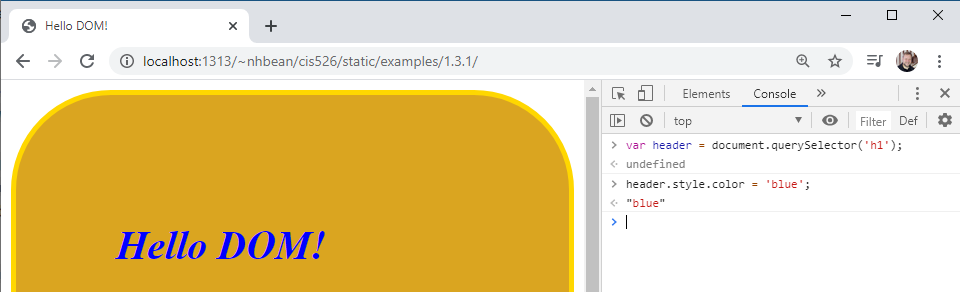 Hello DOM!
localhost:1313/~nhbean/cis526/static/examples/1.3.1/
Elements Console
top Filter Def
var header = document.querySelector('h1');
undefined
header.style.color = 'blue';
"blue"
Hello DOM!